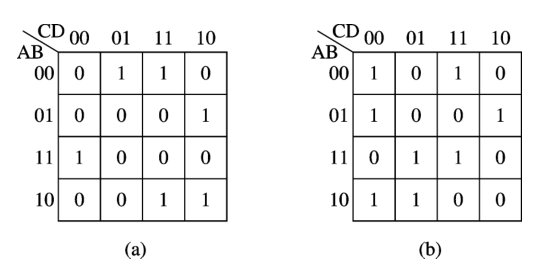 CD 00 01 11 10 CD 00 01 11 10
AB AB
00 0 1 1 0 00 1 0 1 0
01 0 0 0 1 01 1 0 0 1
11 1 0 0 0 11 0 1 1 0
10 0 0 1 1 10 1 1 0 0
(a) (b)